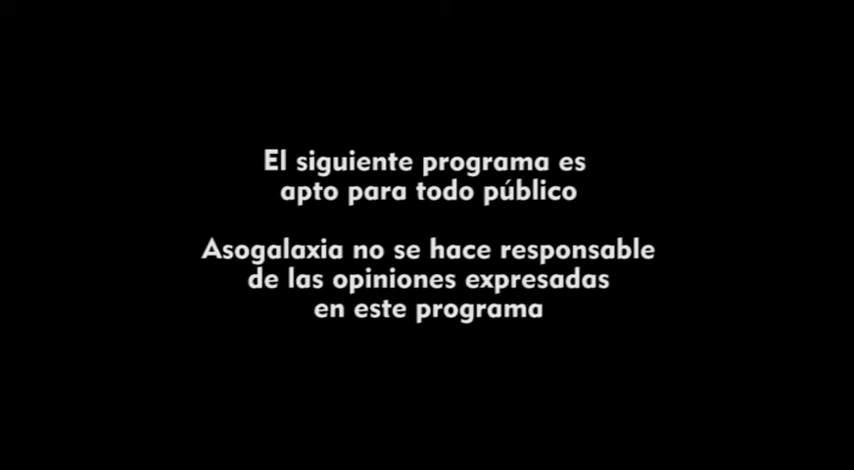 El siguiente programa es
apto para todo público
Asogalaxia no se hace responsable
de las opiniones expresadas
en este programa